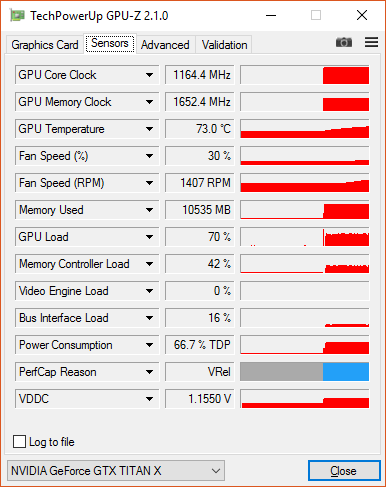 TechPowerUp GPU-Z 2.1.0
Graphics Card Sensors Advanced Validation
GPU Core Clock 1164.4 MHz
GPU Memory Clock 1652.4 MHz
GPU Temperature 73.0 °C
Fan Speed (%) 30 %
Fan Speed (RPM) 1407 RPM
Memory Used 10535 MB
GPU Load 70 %
Memory Controller Load 42 %
Video Engine Load 0 %
Bus Interface Load 16 %
Power Consumption 66.7 % TDP
PerfCap Reason VRel
VDDC 1.1550 V
Log to file
NVIDIA GeForce GTX TITAN X Close